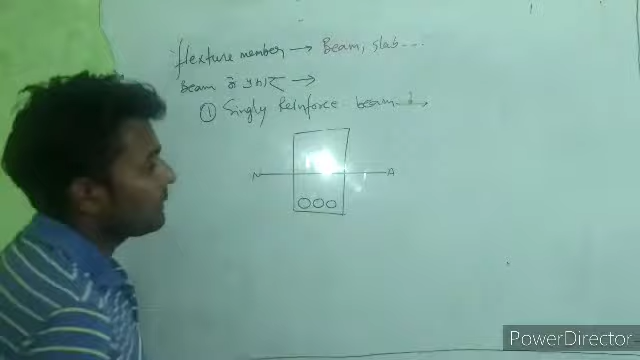 flexture member → Beam, slab...
Beam के प्रकार →
① Singly Reinforce beam :→
N A
PowerDirector